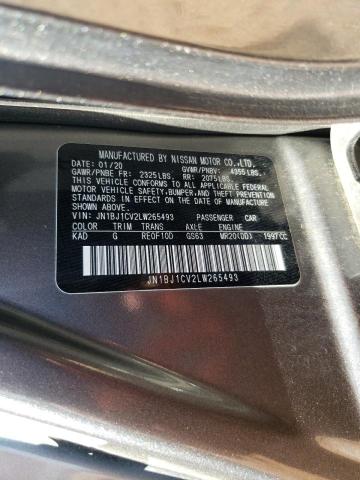 MANUFACTURED BY NISSAN MOTOR CO.,LTD.
DATE: 01/20 GVWR/PNBV: 4355LBS.
GAWR/PNBE FR: 2325LBS. RR: 2075LBS.
THIS VEHICLE CONFORMS TO ALL APPLICABLE FEDERAL
MOTOR VEHICLE SAFETY, BUMPER, AND THEFT PREVENTION
STANDARDS IN EFFECT ON THE DATE OF MANUFACTURE
SHOWN ABOVE.
VIN: JN1BJ1CV2LW265493 PASSENGER CAR
COLOR TRIM TRANS AXLE ENGINE
KAD G RE0F10D GS63 MR20(DD) 1997CC
JN1BJ1CV2LW265493